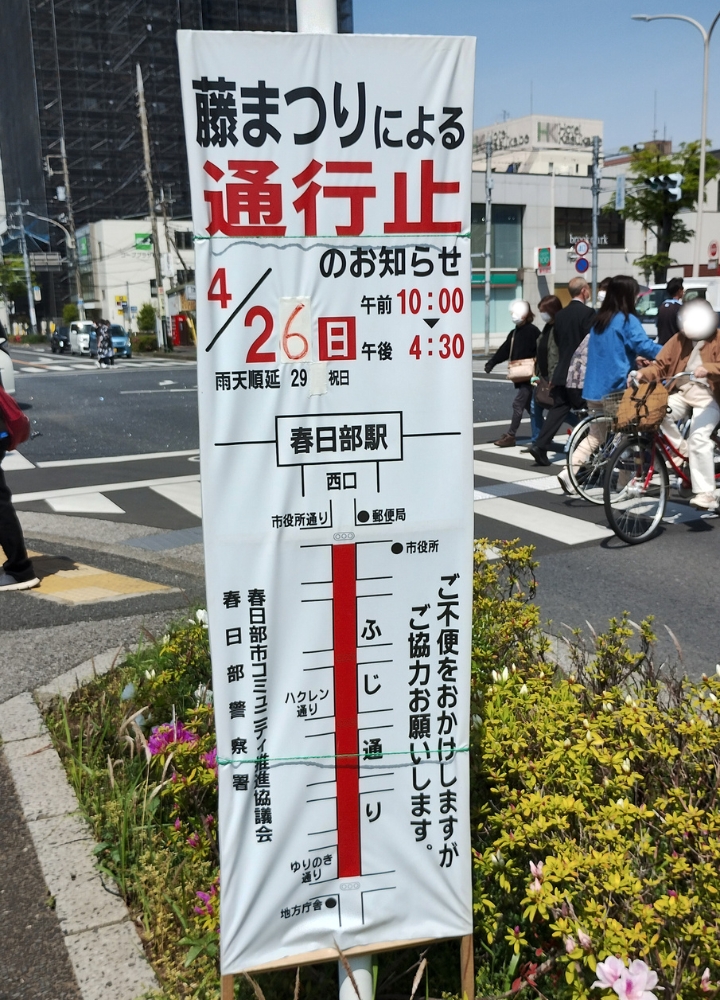 藤まつりによる
通行止
のお知らせ
4/26日
午前10:00
▼
午後 4:30
雨天順延 29 祝日
春日部駅
西口
市役所通り
●郵便局
●市役所
ふじ通り
ハクレン
通り
ゆりのき
通り
地方庁舎●
ご不便をおかけしますが
ご協力お願いします。
春日部市コミュニティ推進協議会
春日部警察署
HK